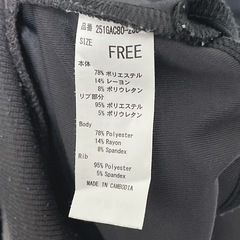 品番 251GAC80-
SIZE
FREE
本体
78% ポリエステル
14% レーヨン
8% ポリウレタン
リブ部分
95% ポリエステル
5% ポリウレタン
Body
78% Polyester
14% Rayon
8% Spandex
Rib
95% Polyester
5% Spandex
MADE IN CAMBODIA